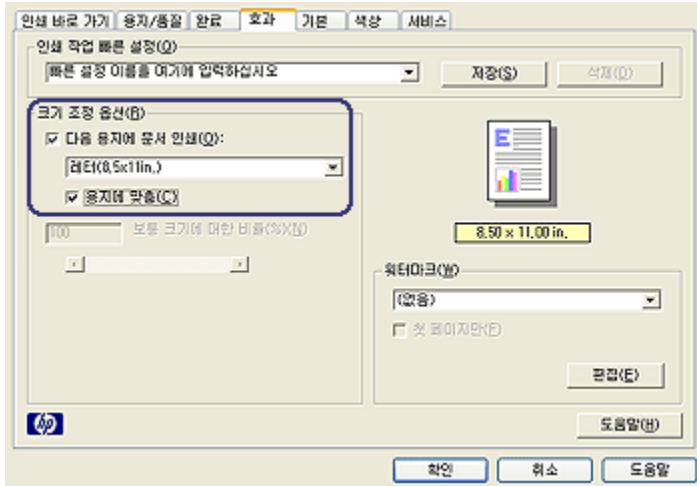 인쇄 바로 가기 용지/품질 완료 효과 기본 색상 서비스
인쇄 작업 빠른 설정(Q)
빠른 설정 이름을 여기에 입력하십시오 저장(S) 삭제(D)
크기 조정 옵션(R)
다음 용지에 문서 인쇄(O):
레터(8,5x11in,)
용지에 맞춤(C)
E
100 보통 크기에 대한 비율(%)(N)
8.50 × 11.00 in.
워터마크(W)
(없음)
첫 페이지만(F)
편집(E)
hp 도움말(H)
확인 취소 도움말